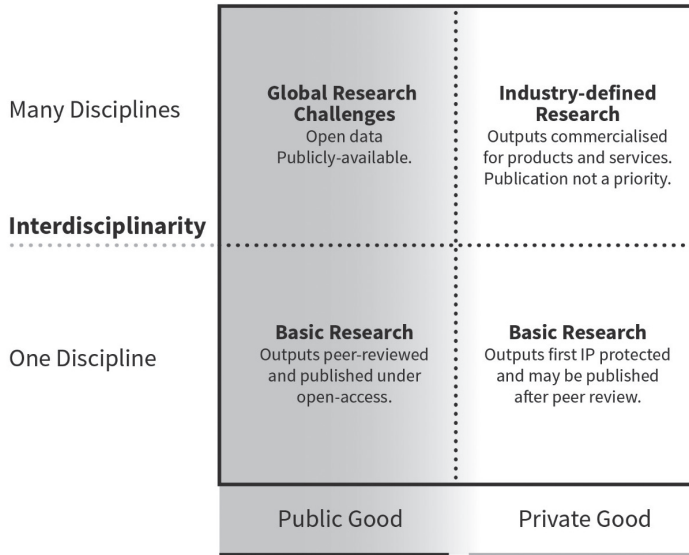 Many Disciplines
Global Research
Challenges
Open data
Publicly-available.
Industry-defined
Research
Outputs commercialised
for products and services.
Publication not a priority.
Interdisciplinarity
One Discipline
Basic Research
Outputs peer-reviewed
and published under
open-access.
Basic Research
Outputs first IP protected
and may be published
after peer review.
Public Good
Private Good